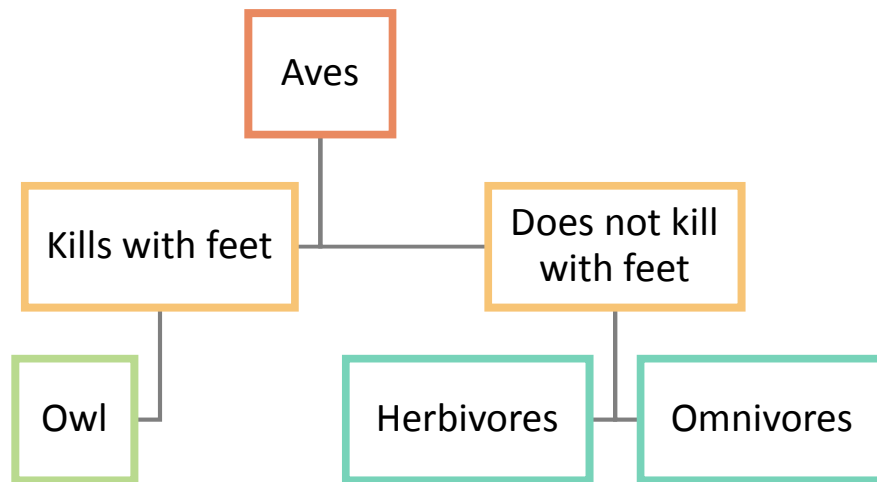 Aves
Kills with feet
Does not kill
with feet
Owl
Herbivores
Omnivores